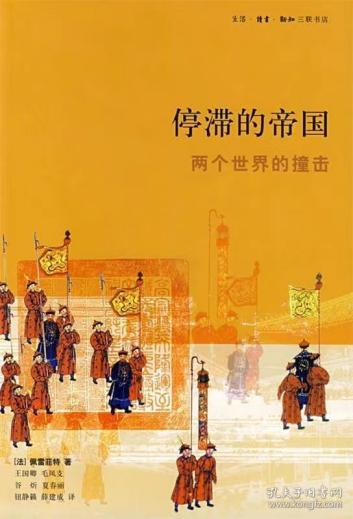 生活·讀書·新知三联书店
停滞的帝国
两个世界的撞击
[法] 佩雷菲特 著
王国卿 毛凤支
谷 炘 夏春丽
钮静籁 薛建成 译
孔夫子旧书网